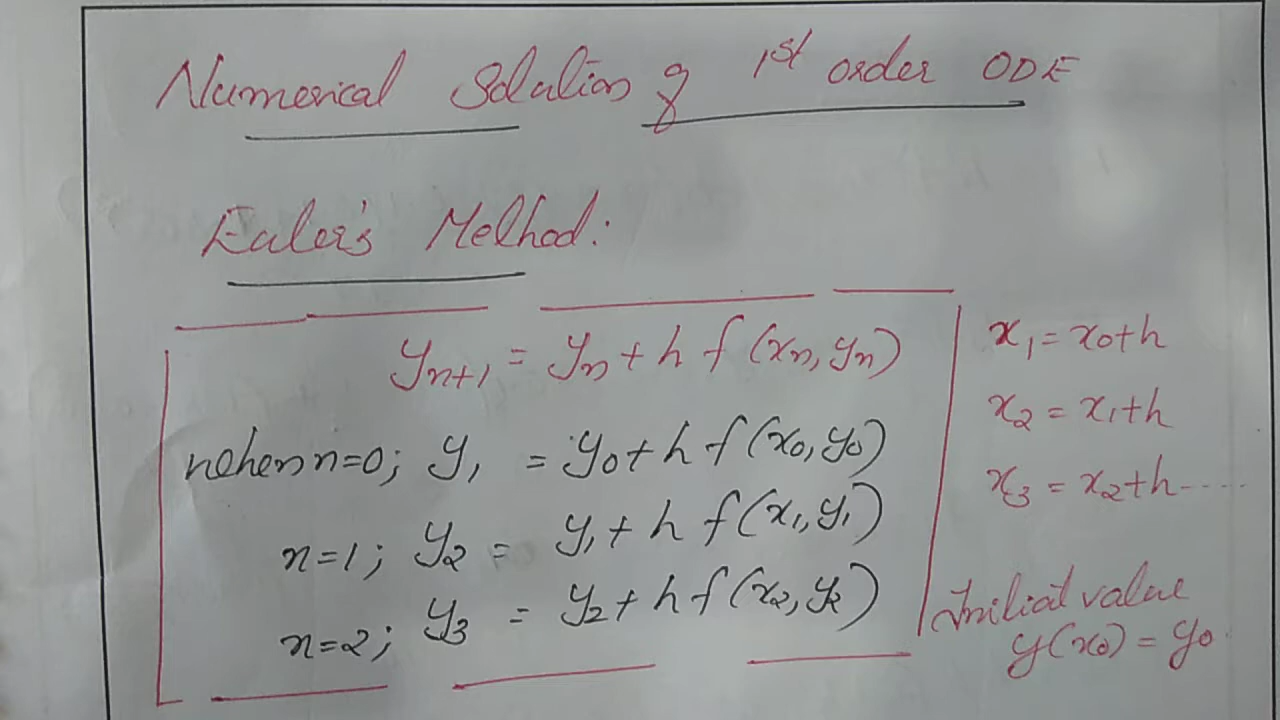 Numerical Solution of 1st order ODE
Euler's Method:
yₙ₊₁ = yₙ + h f(xₙ, yₙ)
when n=0; y₁ = y₀ + h f(x₀, y₀)
n=1; y₂ = y₁ + h f(x₁, y₁)
n=2; y₃ = y₂ + h f(x₂, y₂)
x₁ = x₀+h
x₂ = x₁+h
x₃ = x₂+h-----
Initial value
y(x₀) = y₀